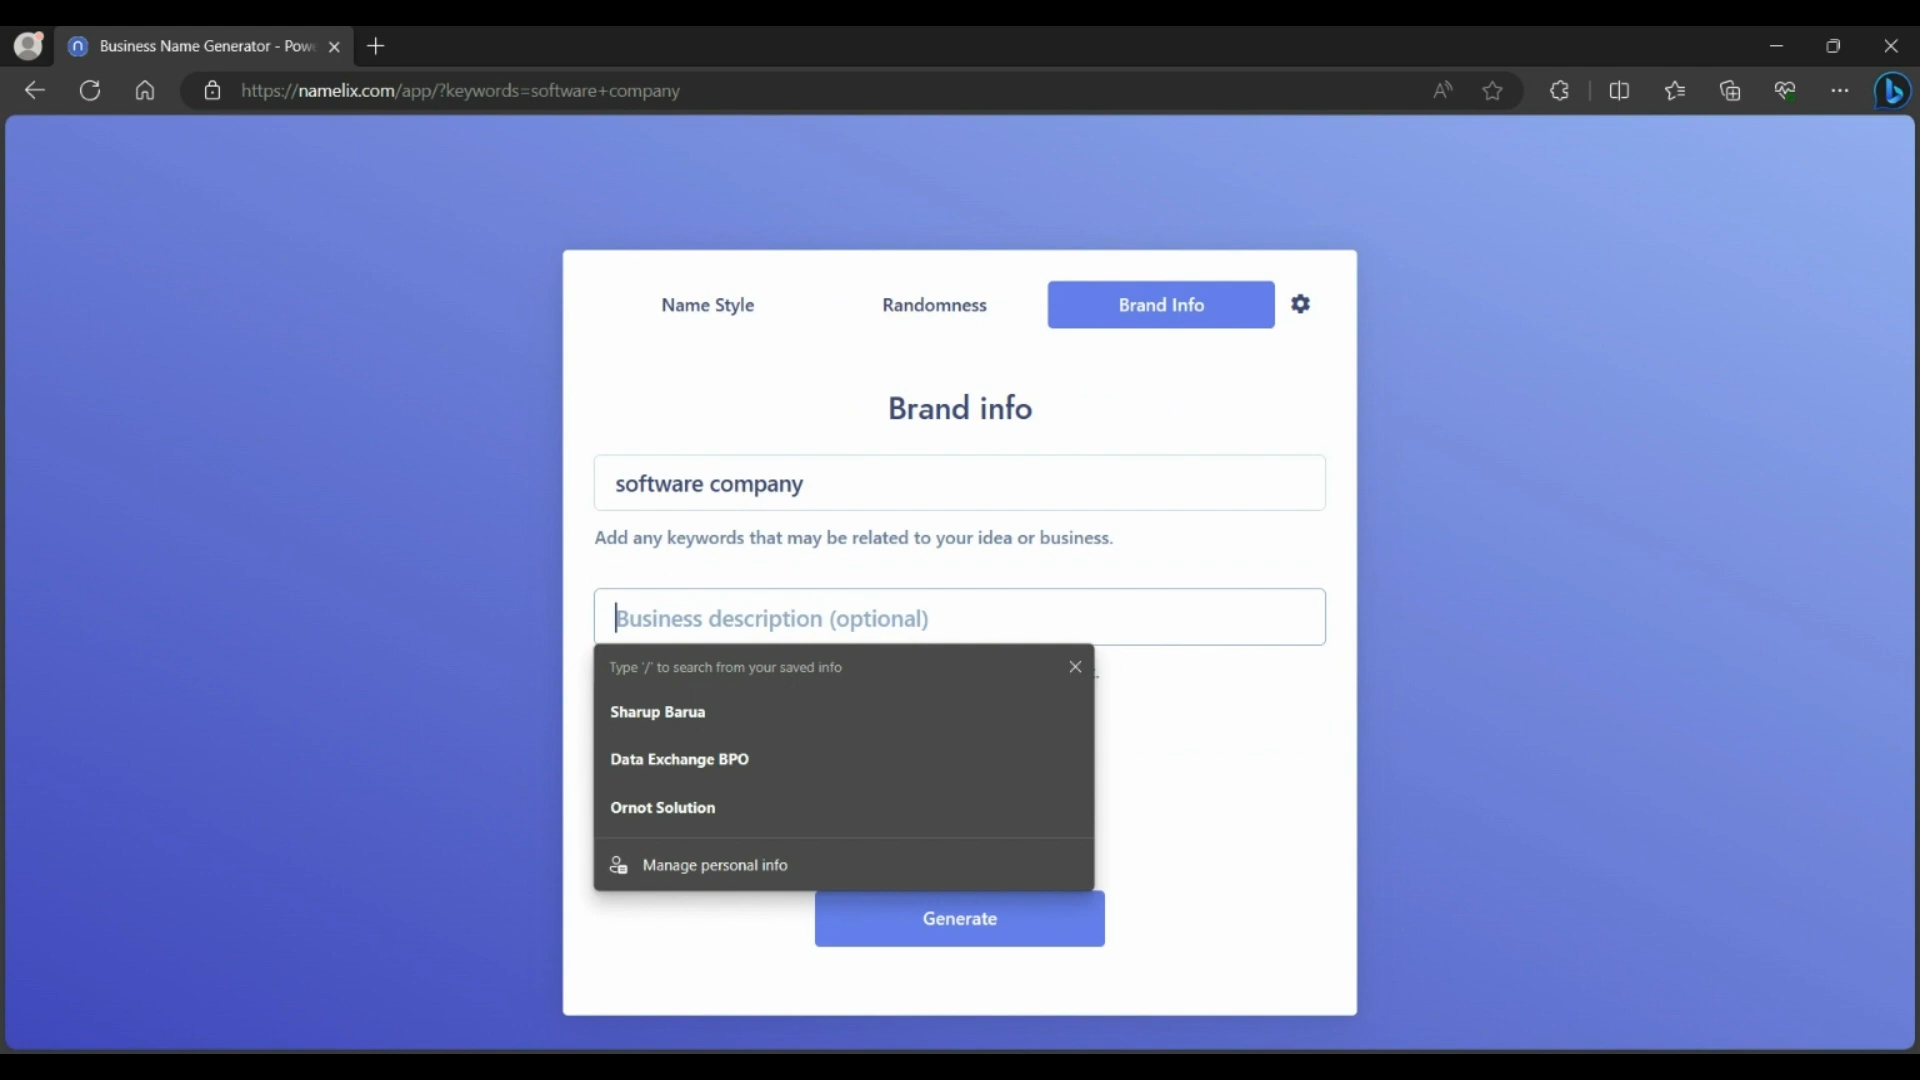 Business Name Generator - Pow
https://namelix.com/app/?keywords=software+company
Name Style
Randomness
Brand Info
Brand info
software company
Add any keywords that may be related to your idea or business.
Business description (optional)
Type '/' to search from your saved info
Sharup Barua
Data Exchange BPO
Ornot Solution
Manage personal info
Generate